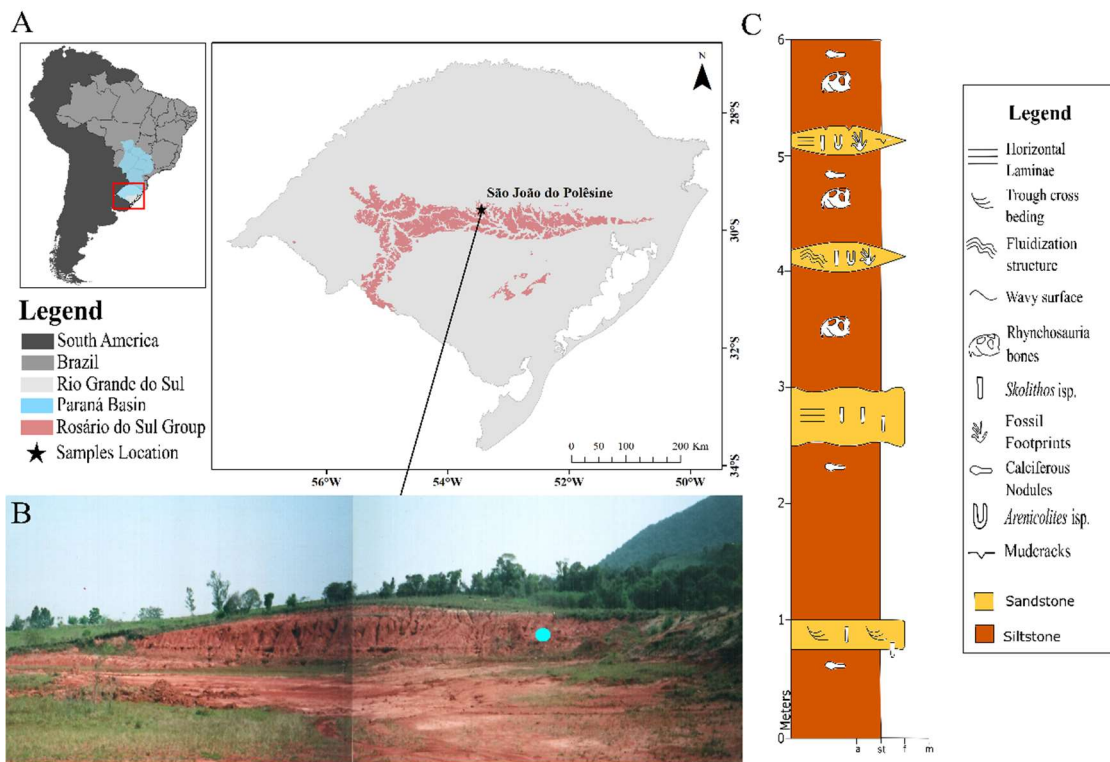 A
N
28°S
São João do Polêsine
30°S
32°S
34°S
0 50 100 200 Km
56°W 54°W 52°W 50°W
Legend
South America
Brazil
Rio Grande do Sul
Paraná Basin
Rosário do Sul Group
Samples Location
B
C
6
5
4
3
2
1
0
Meters
a st f m
Legend
Horizontal
Laminae
Trough cross
beding
Fluidization
structure
Wavy surface
Rhynchosauria
bones
Skolithos isp.
Fossil
Footprints
Calciferous
Nodules
Arenicolites isp.
Mudcracks
Sandstone
Siltstone